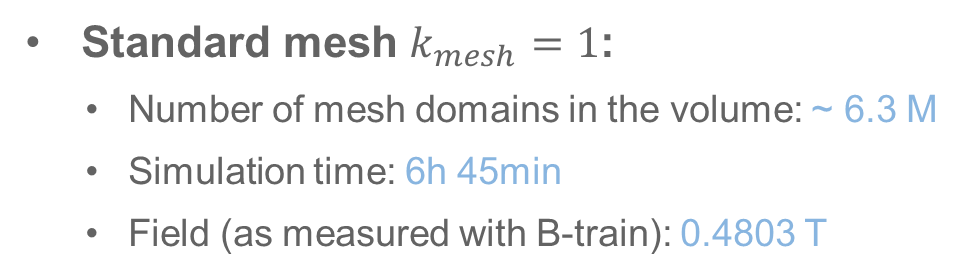 • Standard mesh 𝑘𝑚𝑒𝑠ℎ = 1:
• Number of mesh domains in the volume: ~ 6.3 M
• Simulation time: 6h 45min
• Field (as measured with B-train): 0.4803 T